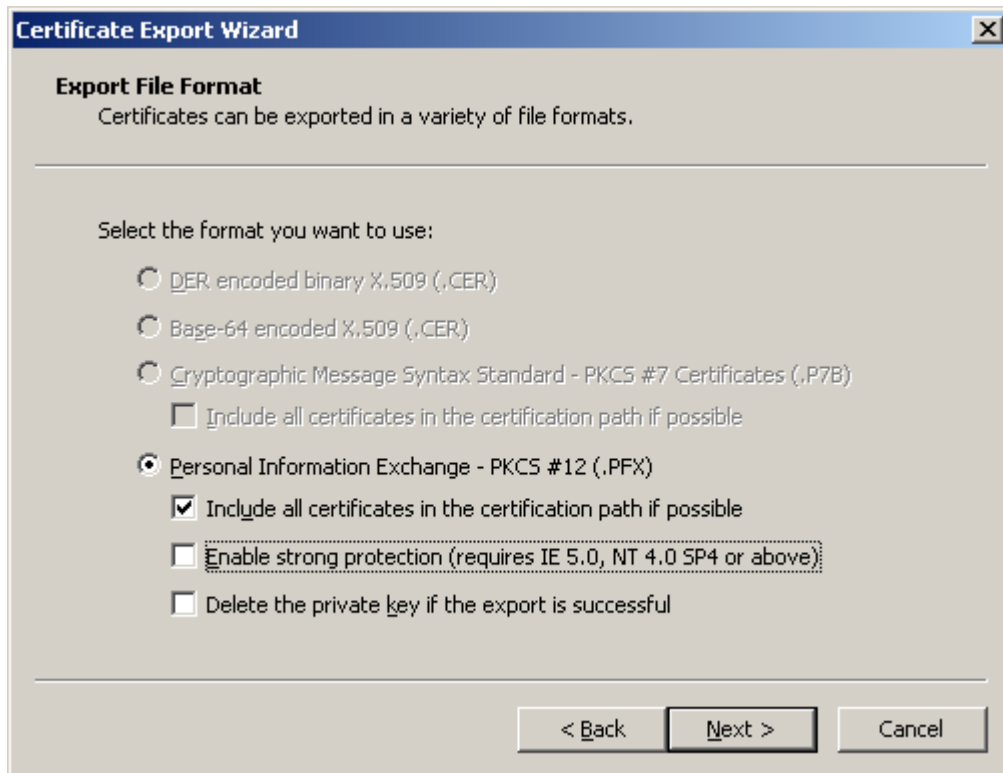 Certificate Export Wizard
Export File Format
Certificates can be exported in a variety of file formats.
Select the format you want to use:
DER encoded binary X.509 (.CER)
Base-64 encoded X.509 (.CER)
Cryptographic Message Syntax Standard - PKCS #7 Certificates (.P7B)
Include all certificates in the certification path if possible
Personal Information Exchange - PKCS #12 (.PFX)
Include all certificates in the certification path if possible
Enable strong protection (requires IE 5.0, NT 4.0 SP4 or above)
Delete the private key if the export is successful
< Back Next > Cancel